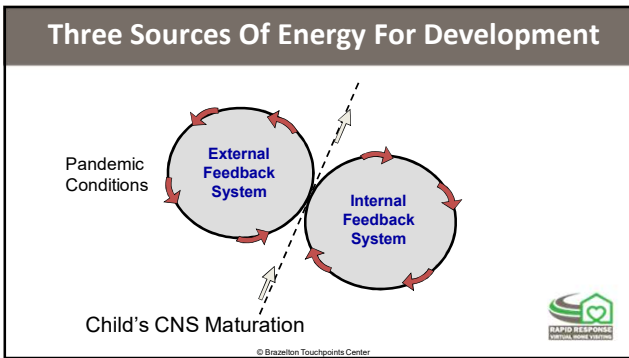 Three Sources Of Energy For Development
Pandemic
Conditions
External
Feedback
System
Internal
Feedback
System
Child's CNS Maturation
RAPID RESPONSE
VIRTUAL HOME VISITING
© Brazelton Touchpoints Center